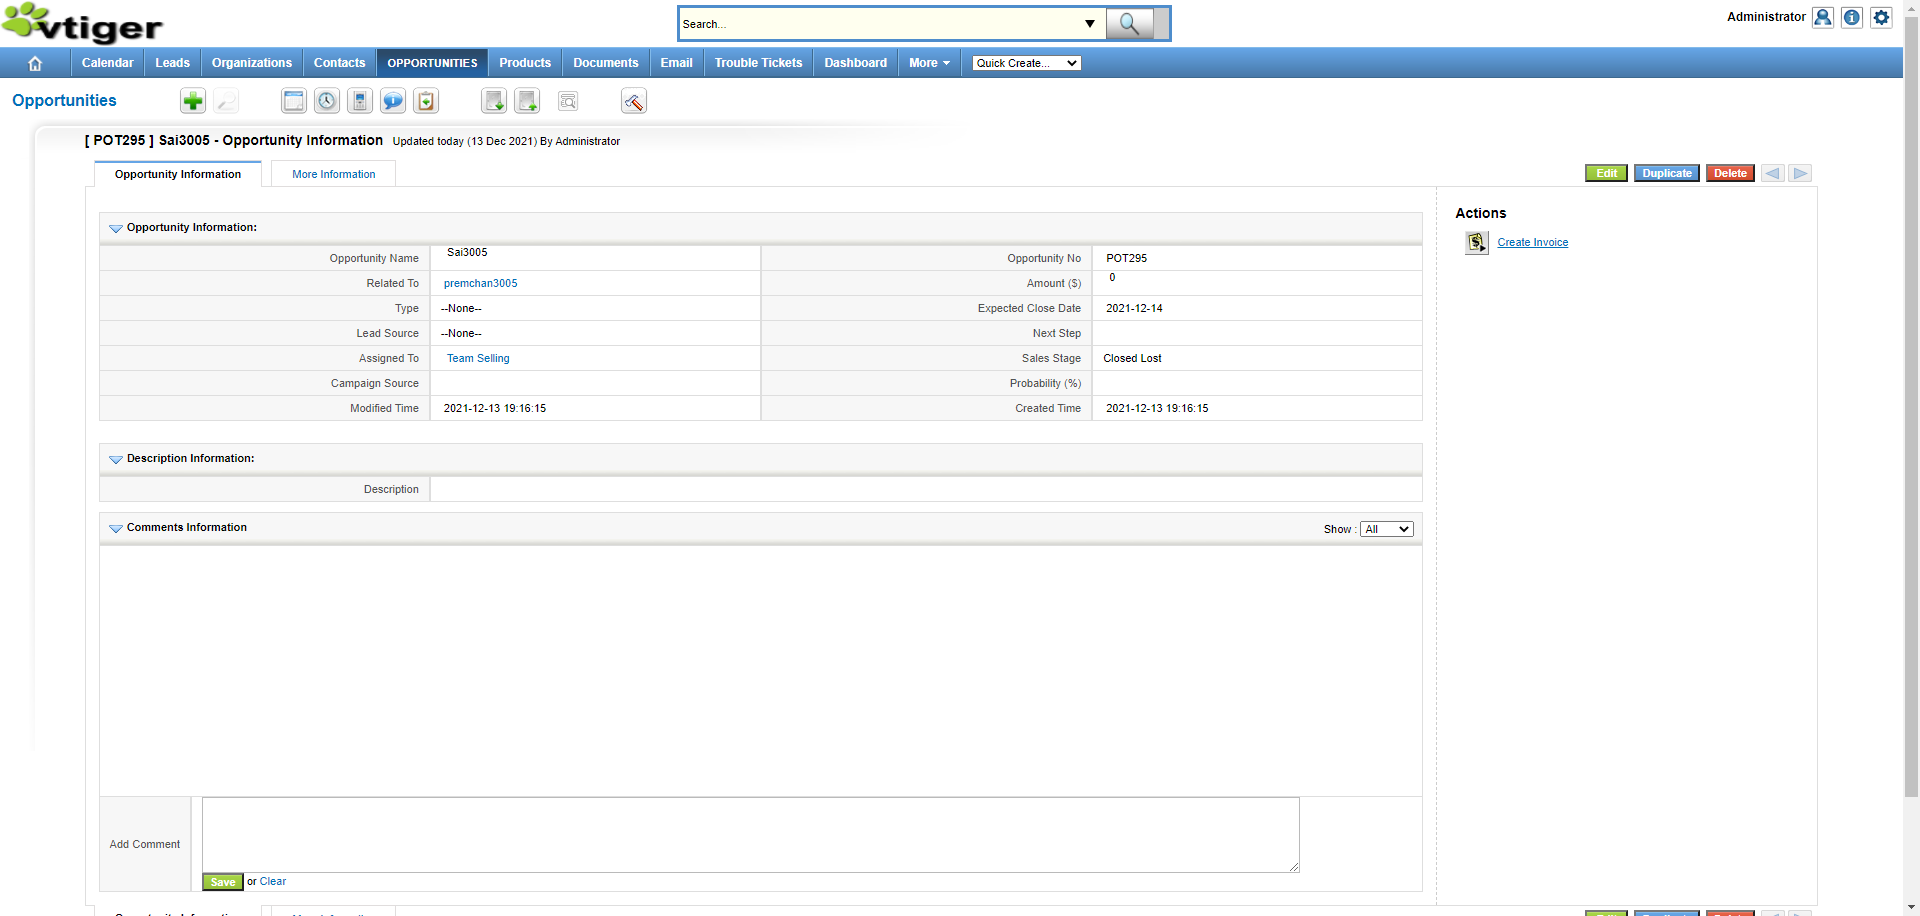 vtiger
Search...
Administrator
Calendar Leads Organizations Contacts OPPORTUNITIES Products Documents Email Trouble Tickets Dashboard More Quick Create...
Opportunities
[ POT295 ] Sai3005 - Opportunity Information Updated today (13 Dec 2021) By Administrator
Opportunity Information More Information
Edit Duplicate Delete
Opportunity Information:
Opportunity Name Sai3005 Opportunity No POT295
Related To premchan3005 Amount ($) 0
Type --None-- Expected Close Date 2021-12-14
Lead Source --None-- Next Step
Assigned To Team Selling Sales Stage Closed Lost
Campaign Source Probability (%)
Modified Time 2021-12-13 19:16:15 Created Time 2021-12-13 19:16:15
Description Information:
Description
Comments Information Show : All
Add Comment
Save or Clear
Actions
Create Invoice